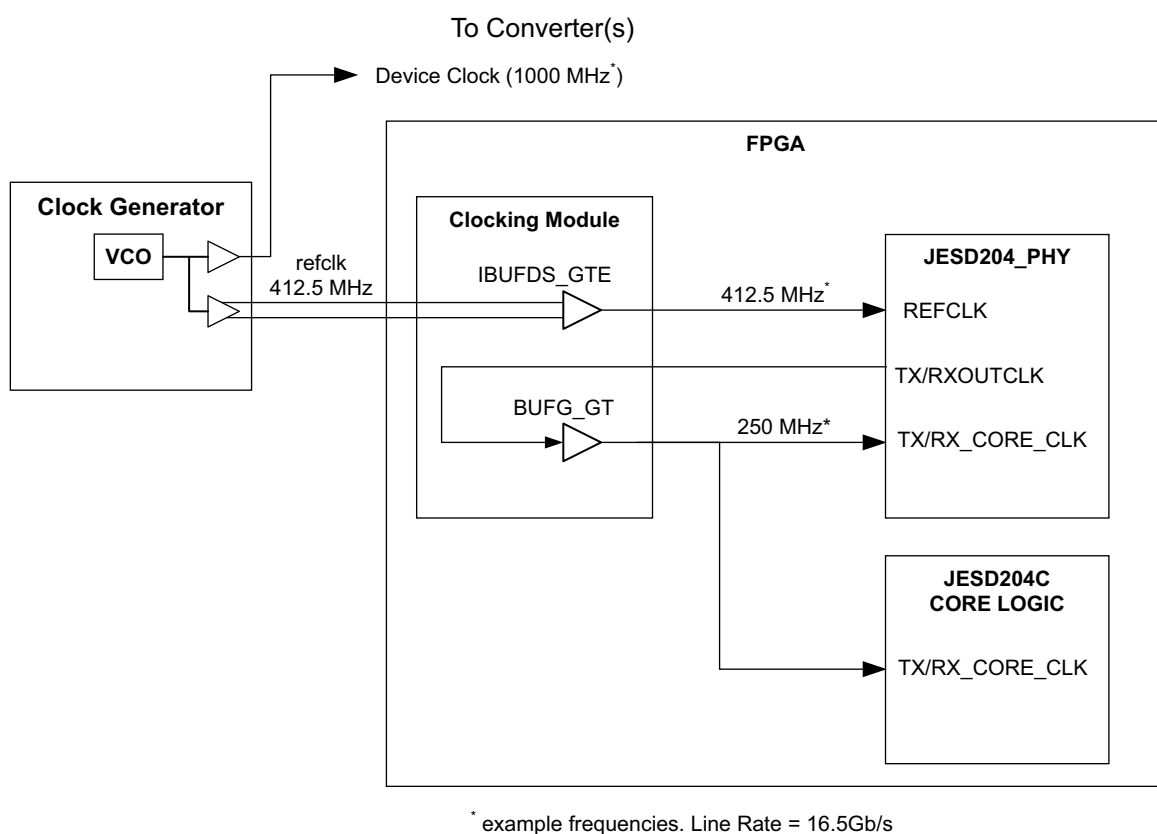 To Converter(s)
Device Clock (1000 MHz*)
FPGA
Clock Generator
VCO
refclk
412.5 MHz
Clocking Module
IBUFDS_GTE
412.5 MHz*
JESD204_PHY
REFCLK
TX/RXOUTCLK
BUFG_GT
250 MHz*
TX/RX_CORE_CLK
JESD204C
CORE LOGIC
TX/RX_CORE_CLK
* example frequencies. Line Rate = 16.5Gb/s